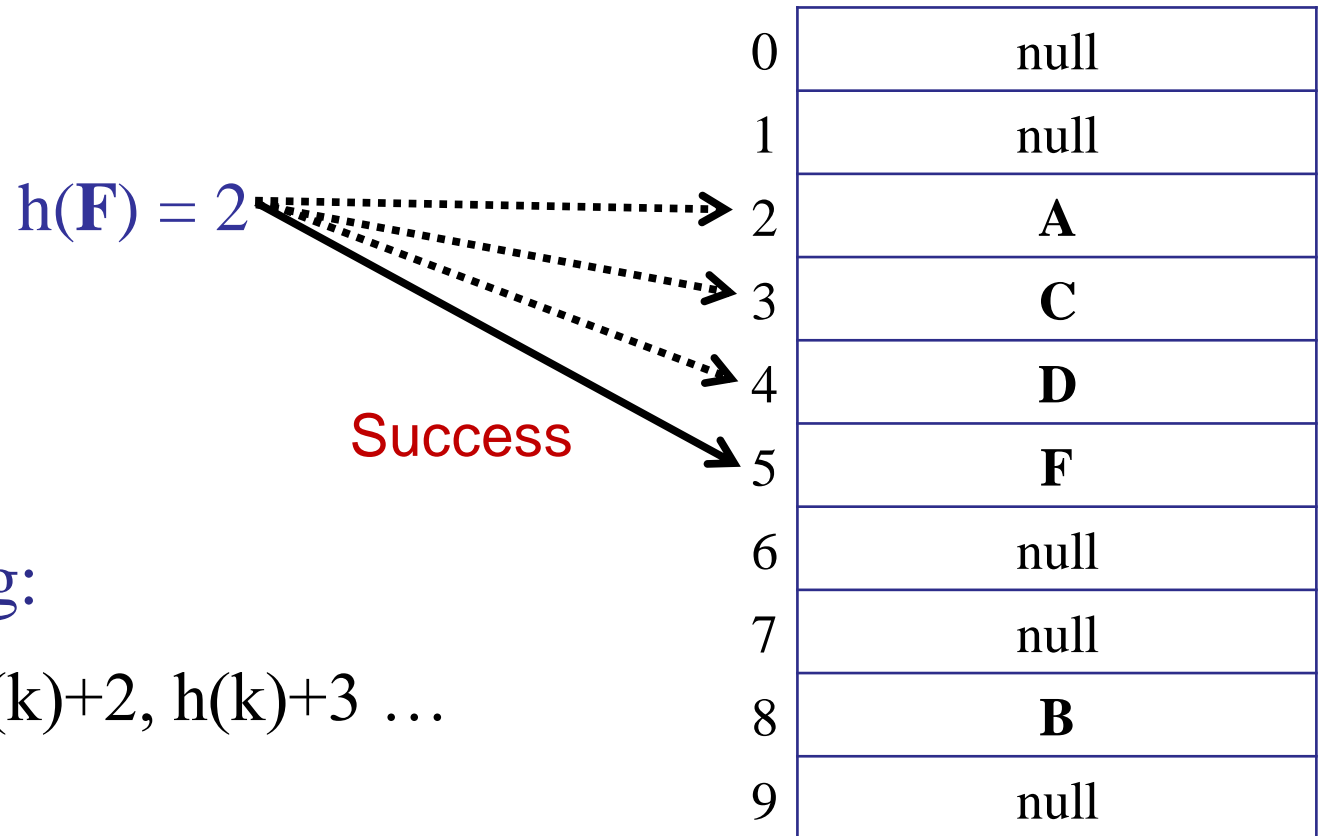 0 null
1 null
h(F) = 2
2 A
3 C
4 D
Success
5 F
6 null
g:
7 null
(k)+2, h(k)+3 …
8 B
9 null